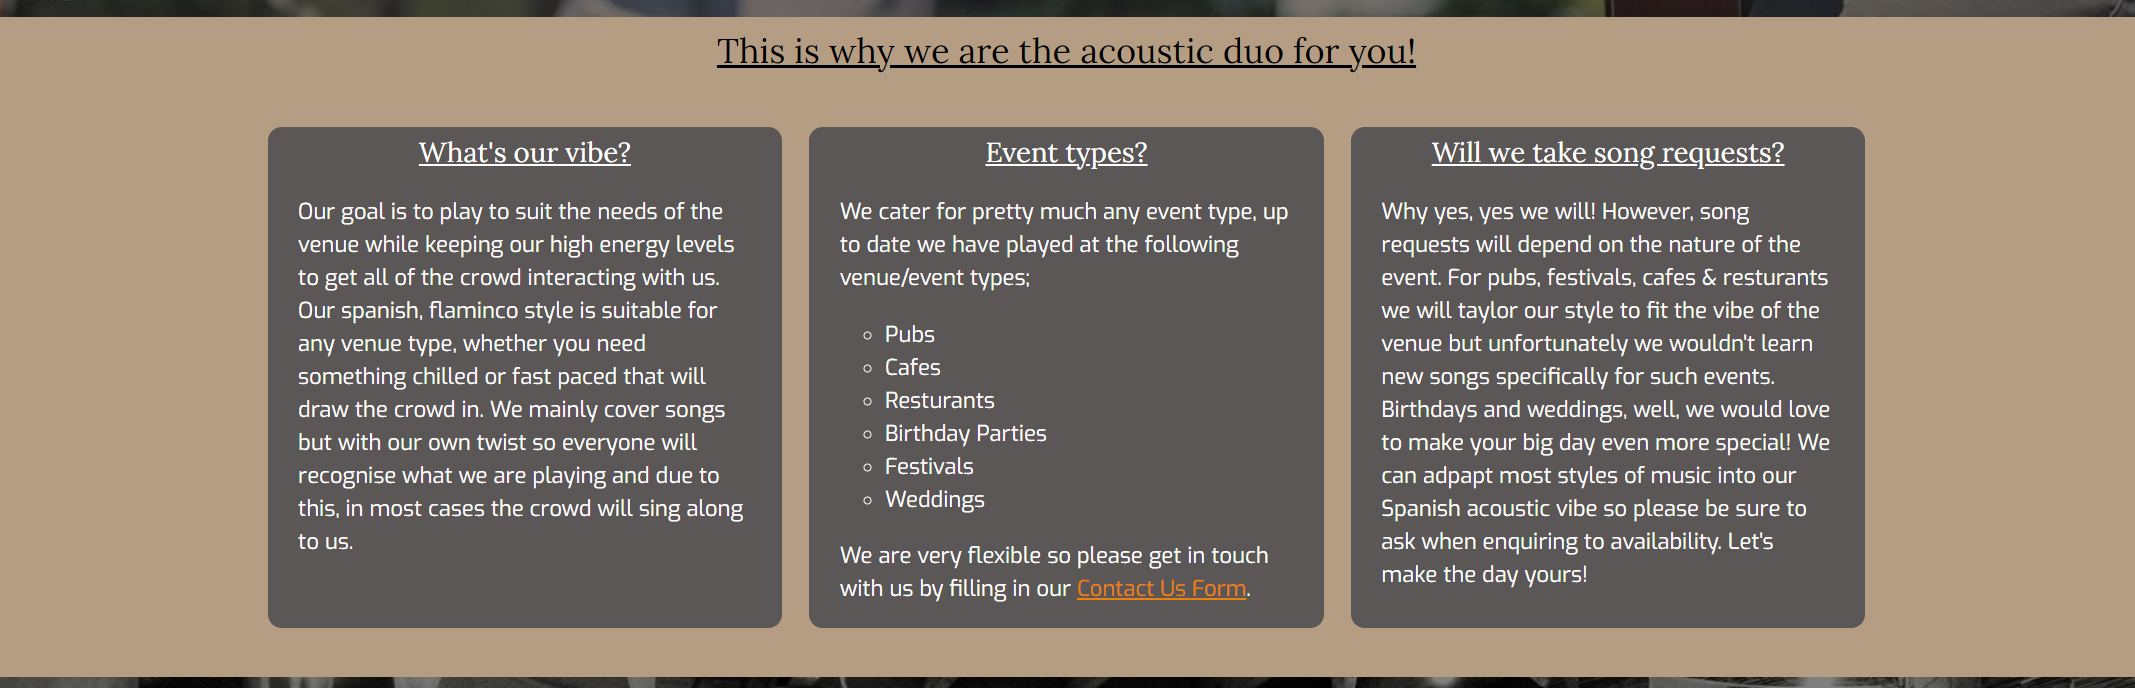 This is why we are the acoustic duo for you!
What's our vibe?
Our goal is to play to suit the needs of the
venue while keeping our high energy levels
to get all of the crowd interacting with us.
Our spanish, flaminco style is suitable for
any venue type, whether you need
something chilled or fast paced that will
draw the crowd in. We mainly cover songs
but with our own twist so everyone will
recognise what we are playing and due to
this, in most cases the crowd will sing along
to us.
Event types?
We cater for pretty much any event type, up
to date we have played at the following
venue/event types;
Pubs
Cafes
Resturants
Birthday Parties
Festivals
Weddings
We are very flexible so please get in touch
with us by filling in our Contact Us Form.
Will we take song requests?
Why yes, yes we will! However, song
requests will depend on the nature of the
event. For pubs, festivals, cafes & resturants
we will taylor our style to fit the vibe of the
venue but unfortunately we wouldn't learn
new songs specifically for such events.
Birthdays and weddings, well, we would love
to make your big day even more special! We
can adpapt most styles of music into our
Spanish acoustic vibe so please be sure to
ask when enquiring to availability. Let's
make the day yours!